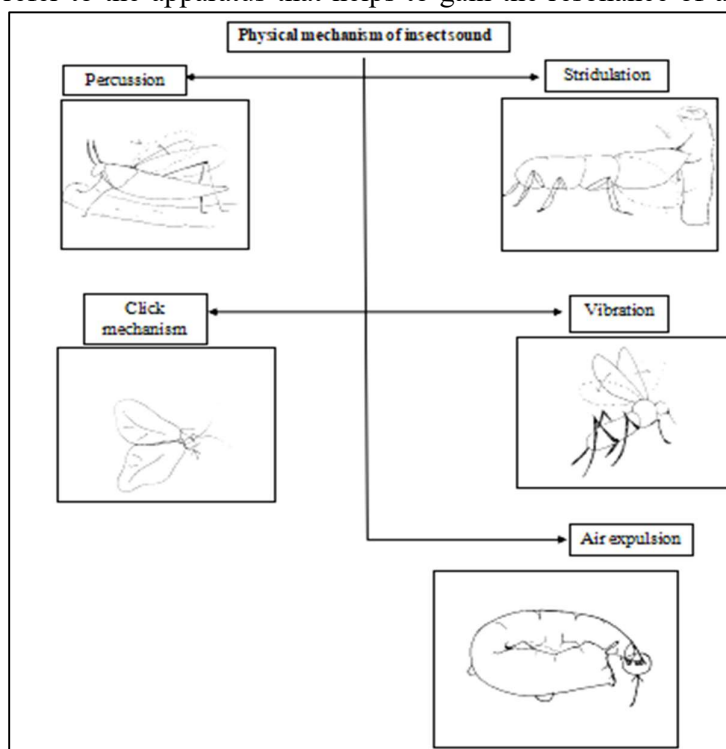 Physical mechanism of insect sound
Percussion
Stridulation
Click
mechanism
Vibration
Air expulsion